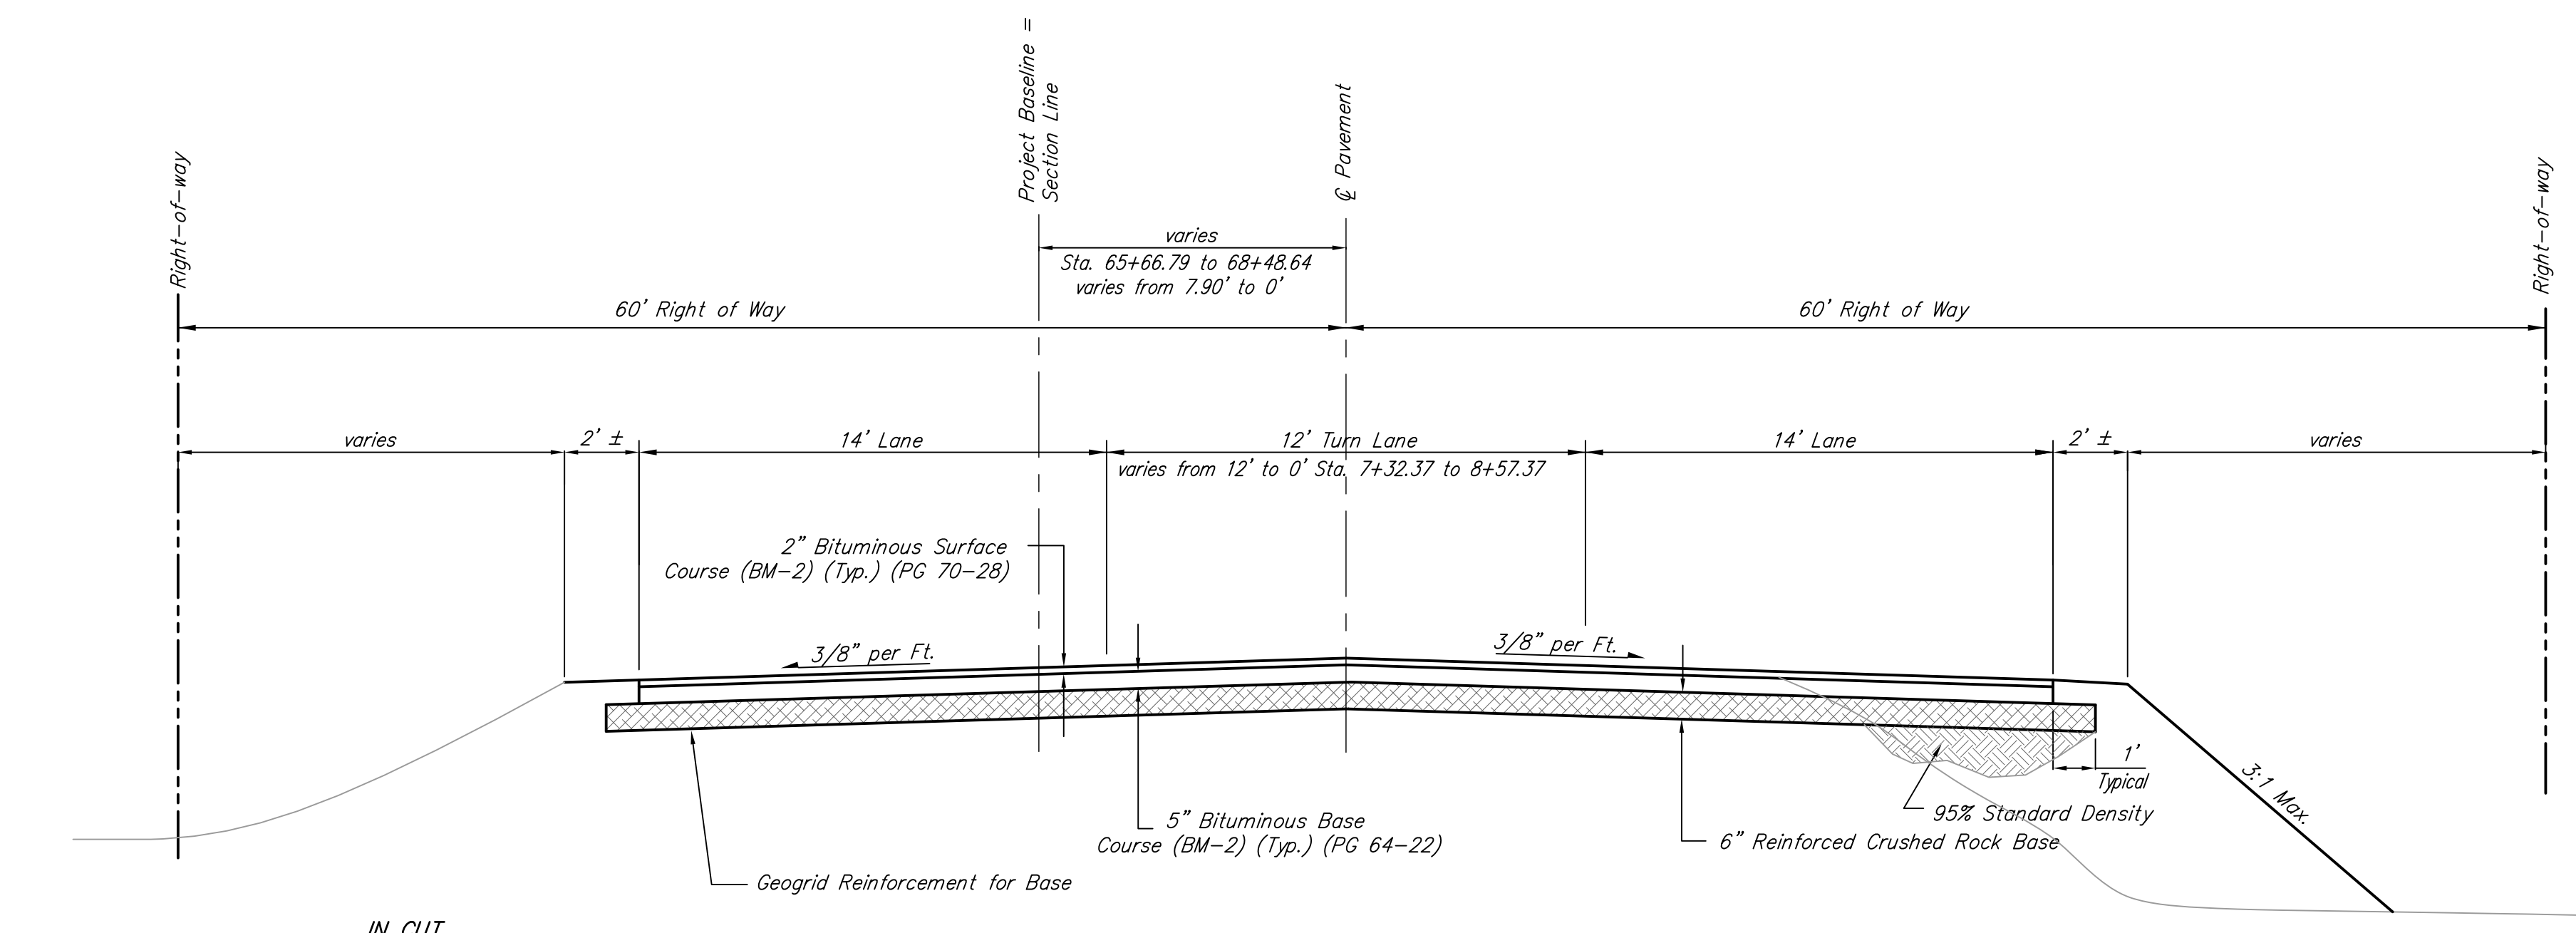 Project Baseline =
Section Line
℄ Pavement
Right-of-way
Right-of-way
varies
Sta. 65+66.79 to 68+48.64
varies from 7.90' to 0'
60' Right of Way
60' Right of Way
varies
2' ±
14' Lane
12' Turn Lane
14' Lane
2' ±
varies
varies from 12' to 0' Sta. 7+32.37 to 8+57.37
2" Bituminous Surface
Course (BM-2) (Typ.) (PG 70-28)
3/8" per Ft.
3/8" per Ft.
1'
Typical
3:1 Max.
95% Standard Density
5" Bituminous Base
Course (BM-2) (Typ.) (PG 64-22)
6" Reinforced Crushed Rock Base
Geogrid Reinforcement for Base
IN CUT